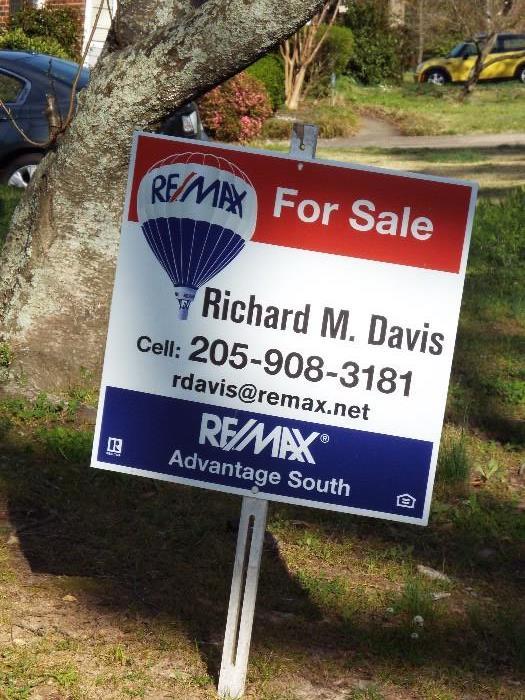 RE/MAX
For Sale
Richard M. Davis
Cell: 205-908-3181
rdavis@remax.net
RE/MAX®
Advantage South